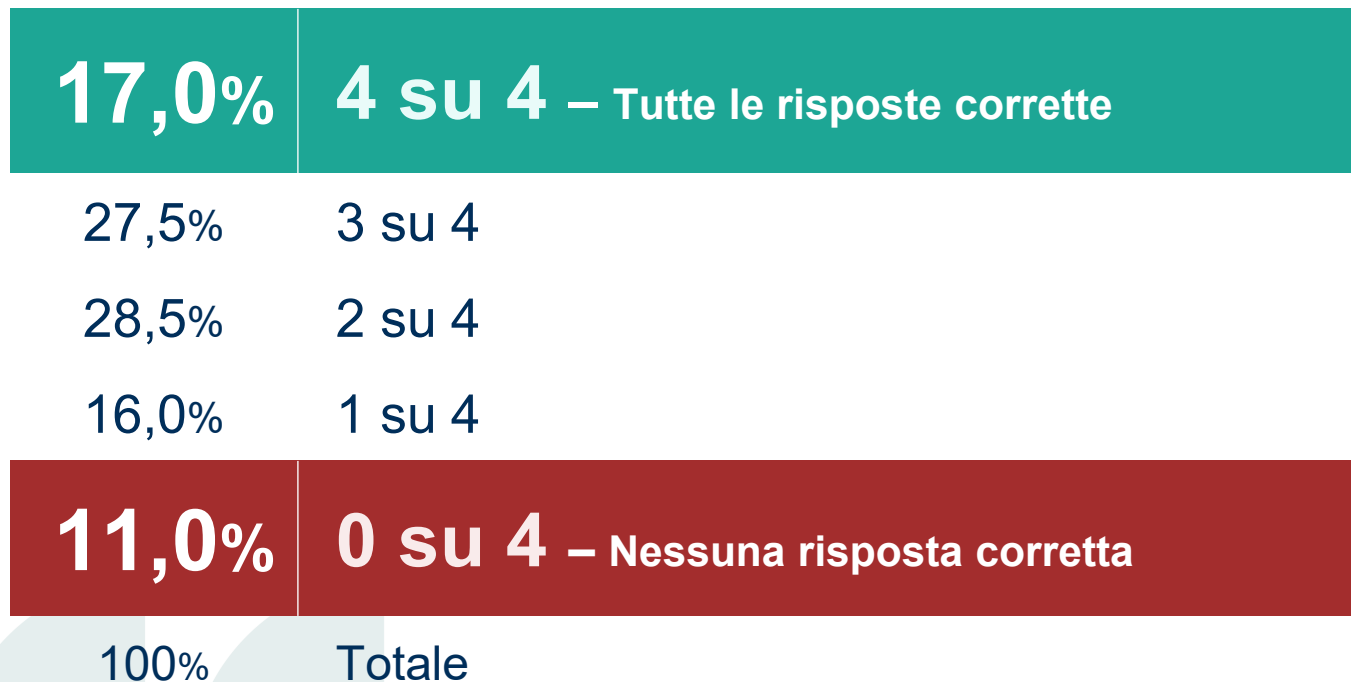 17,0% 4 su 4 – Tutte le risposte corrette
27,5% 3 su 4
28,5% 2 su 4
16,0% 1 su 4
11,0% 0 su 4 – Nessuna risposta corretta
100% Totale